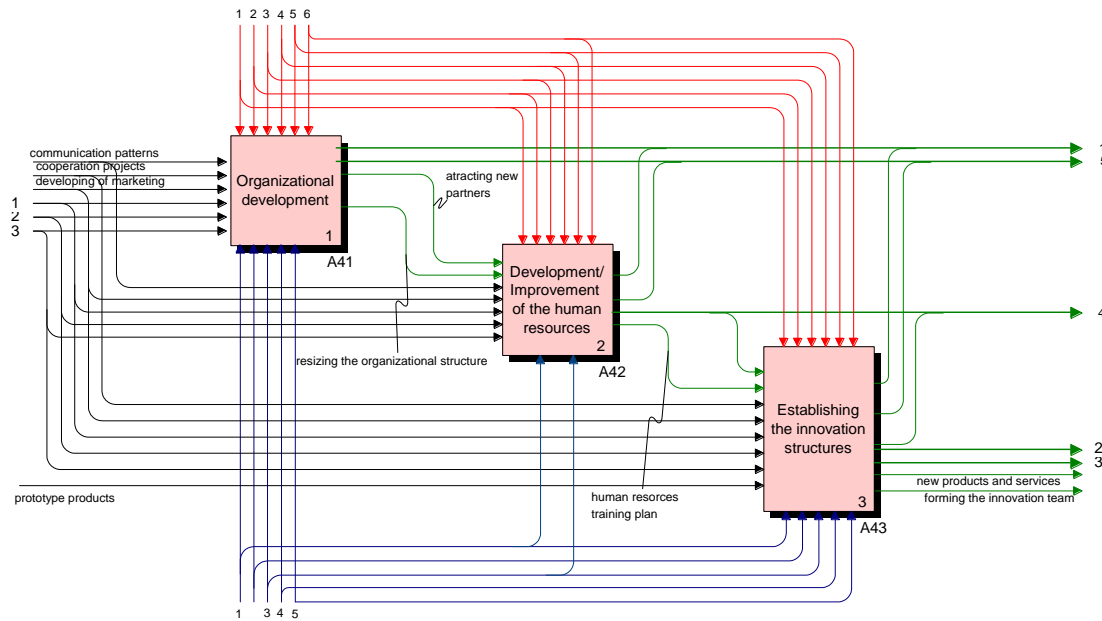 1 2 3 4 5 6
communication patterns
cooperation projects
developing of marketing
1
2
3
Organizational
development
1
A41
atracting new
partners
1
5
Development/
Improvement
of the human
resources
2
A42
resizing the organizational structure
4
Establishing
the innovation
structures
3
A43
2
3
new products and services
forming the innovation team
prototype products
human resorces
training plan
1 3 4 5